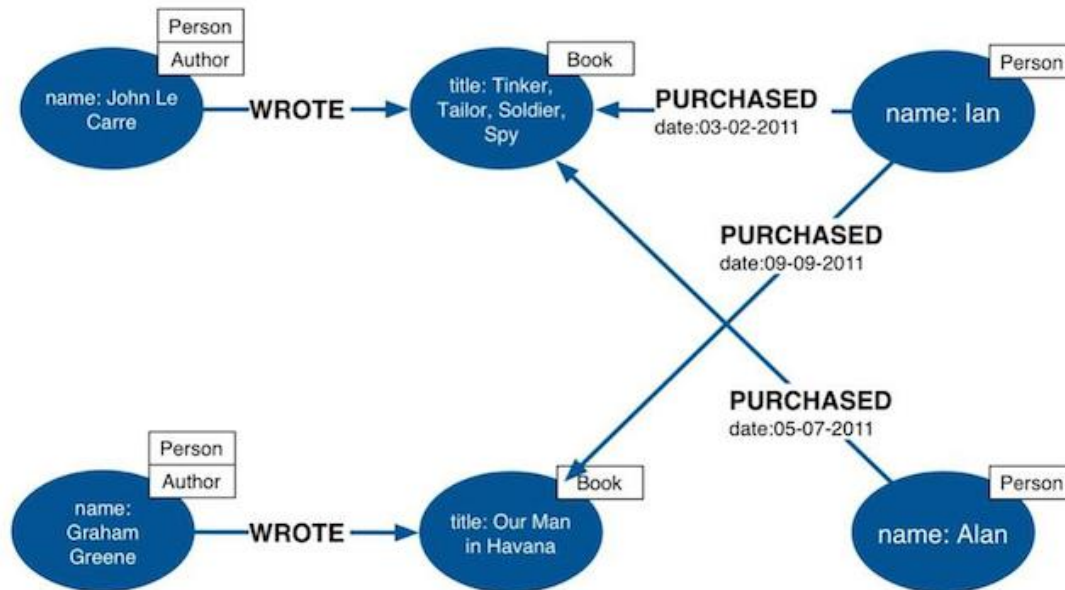 Person
Author
name: John Le
Carre
WROTE
Book
title: Tinker,
Tailor, Soldier,
Spy
PURCHASED
date:03-02-2011
Person
name: Ian
PURCHASED
date:09-09-2011
PURCHASED
date:05-07-2011
Person
Author
name:
Graham
Greene
WROTE
Book
title: Our Man
in Havana
Person
name: Alan